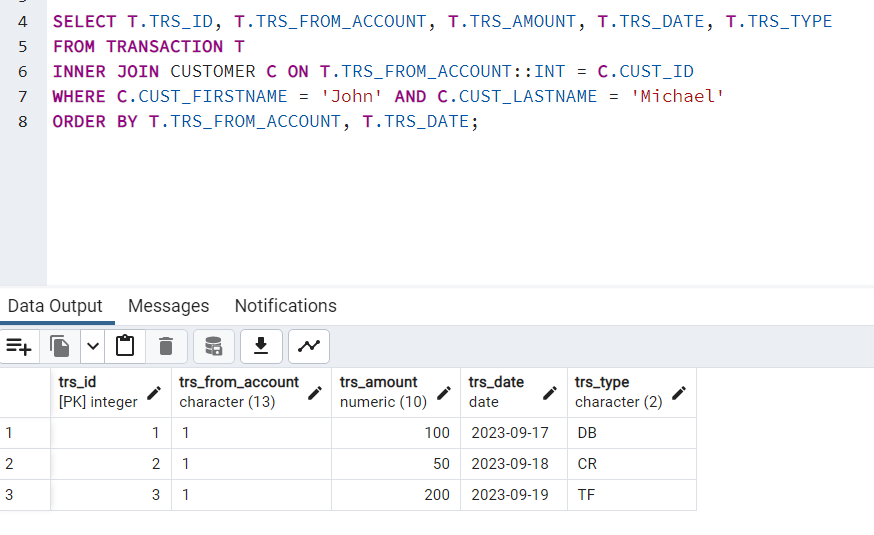 4 SELECT T.TRS_ID, T.TRS_FROM_ACCOUNT, T.TRS_AMOUNT, T.TRS_DATE, T.TRS_TYPE
5 FROM TRANSACTION T
6 INNER JOIN CUSTOMER C ON T.TRS_FROM_ACCOUNT::INT = C.CUST_ID
7 WHERE C.CUST_FIRSTNAME = 'John' AND C.CUST_LASTNAME = 'Michael'
8 ORDER BY T.TRS_FROM_ACCOUNT, T.TRS_DATE;
Data Output Messages Notifications
trs_id trs_from_account trs_amount trs_date trs_type
[PK] integer character (13) numeric (10) date character (2)
1 1 1 100 2023-09-17 DB
2 2 1 50 2023-09-18 CR
3 3 1 200 2023-09-19 TF